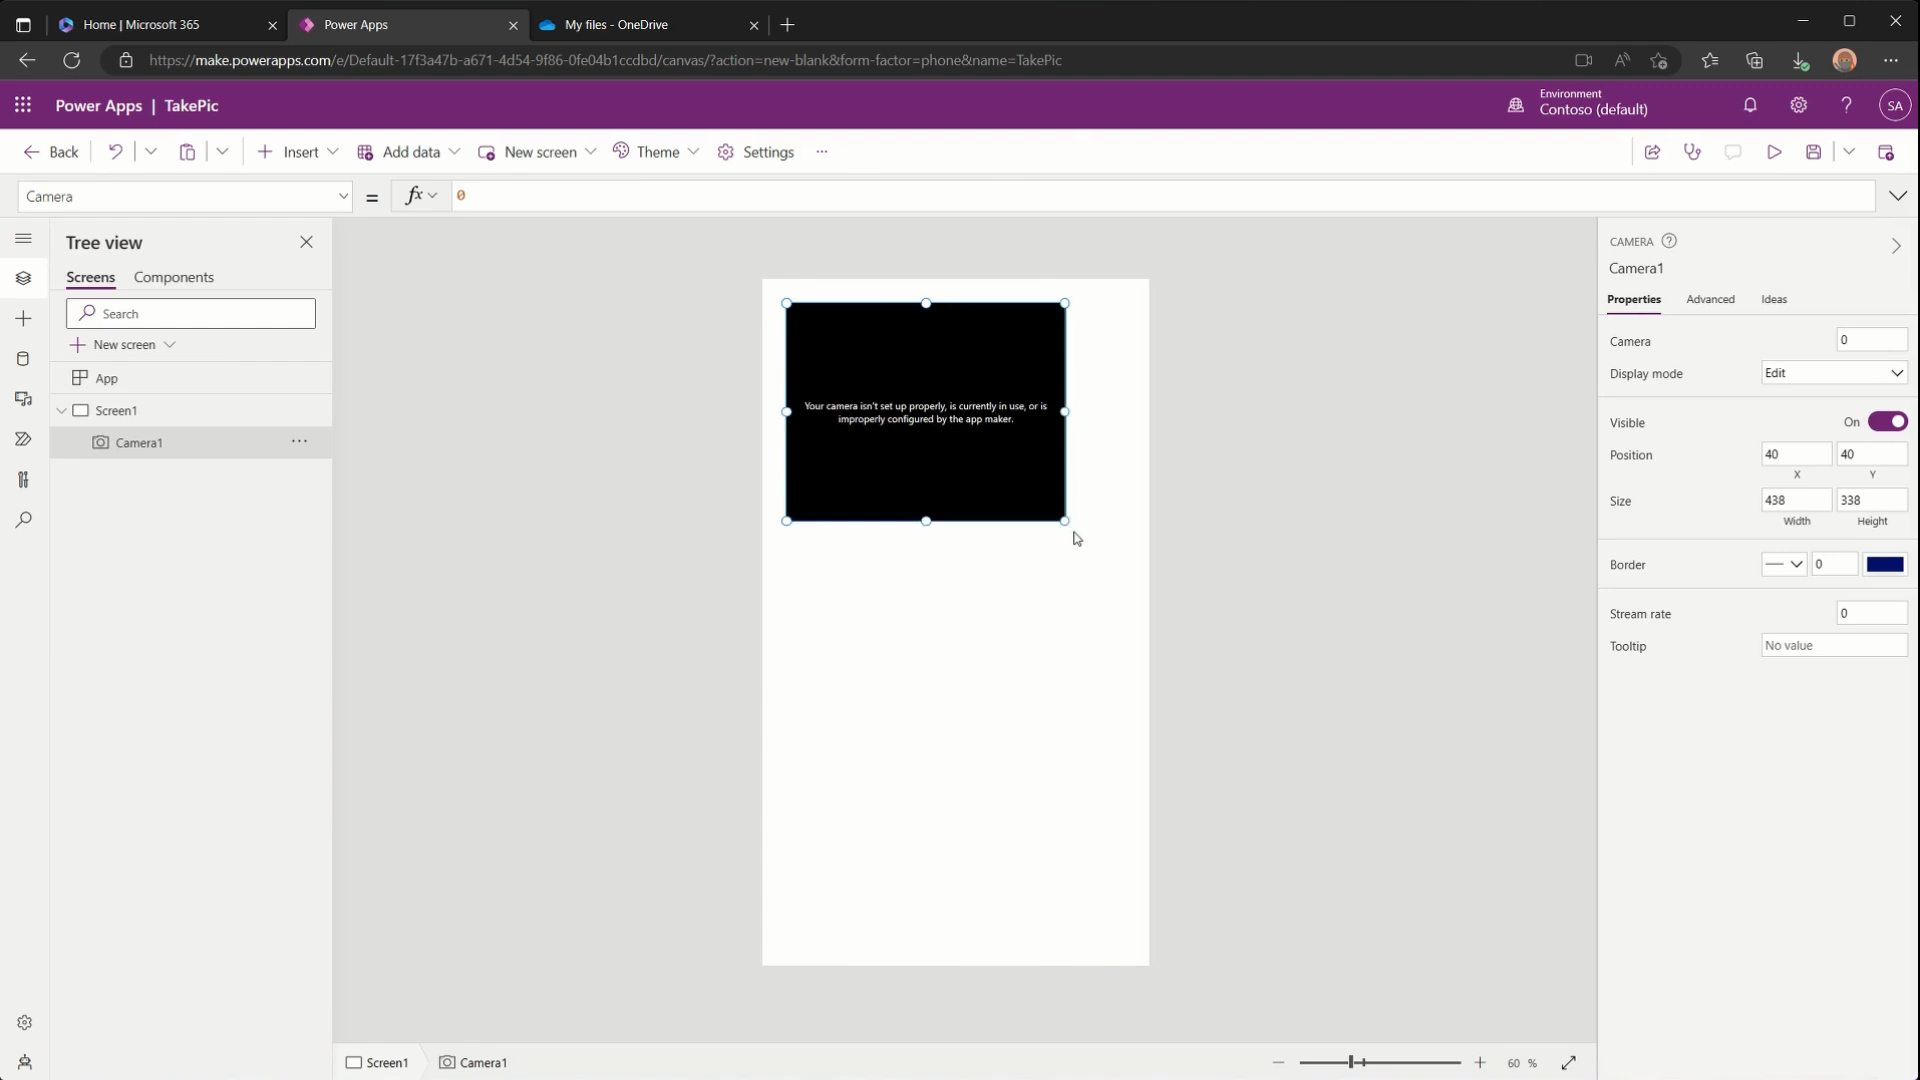 Home | Microsoft 365
Power Apps
My files - OneDrive
https://make.powerapps.com/e/Default-17f3a47b-a671-4d54-9f86-0fe04b1ccdbd/canvas/?action=new-blank&form-factor=phone&name=TakePic
Power Apps | TakePic
Environment
Contoso (default)
SA
Back
Insert
Add data
New screen
Theme
Settings
Camera
=
fx
0
Tree view
Screens
Components
Search
New screen
App
Screen1
Camera1
Your camera isn't set up properly, is currently in use, or is
improperly configured by the app maker.
CAMERA
Camera1
Properties
Advanced
Ideas
Camera
0
Display mode
Edit
Visible
On
Position
40
40
X
Y
Size
438
338
Width
Height
Border
0
Stream rate
0
Tooltip
No value
Screen1
Camera1
60 %